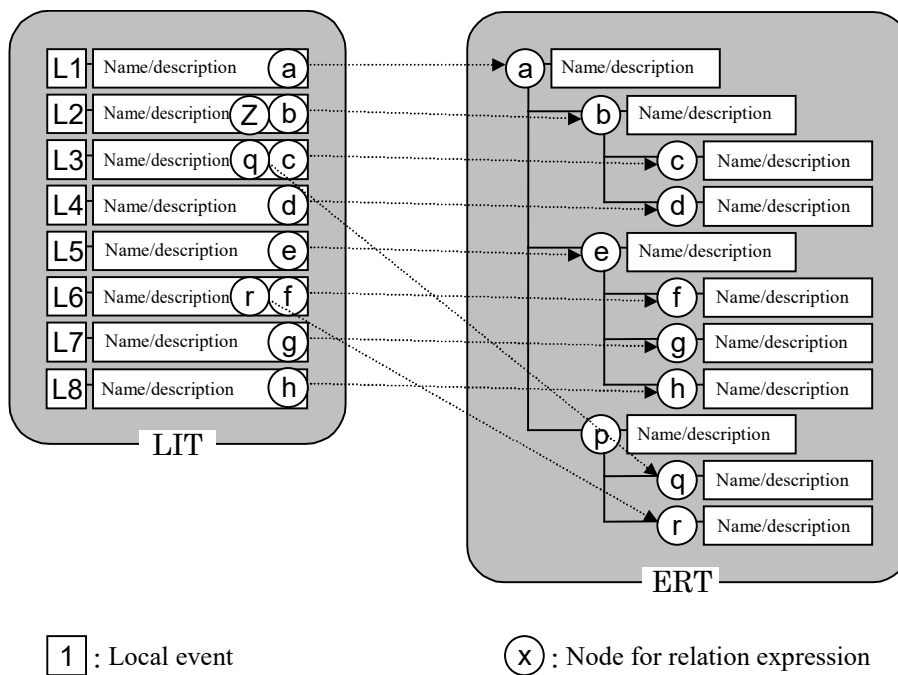 L1 Name/description a
L2 Name/description Z b
L3 Name/description q c
L4 Name/description d
L5 Name/description e
L6 Name/description r f
L7 Name/description g
L8 Name/description h
LIT
a Name/description
b Name/description
c Name/description
d Name/description
e Name/description
f Name/description
g Name/description
h Name/description
p Name/description
q Name/description
r Name/description
ERT
1 : Local event
x : Node for relation expression